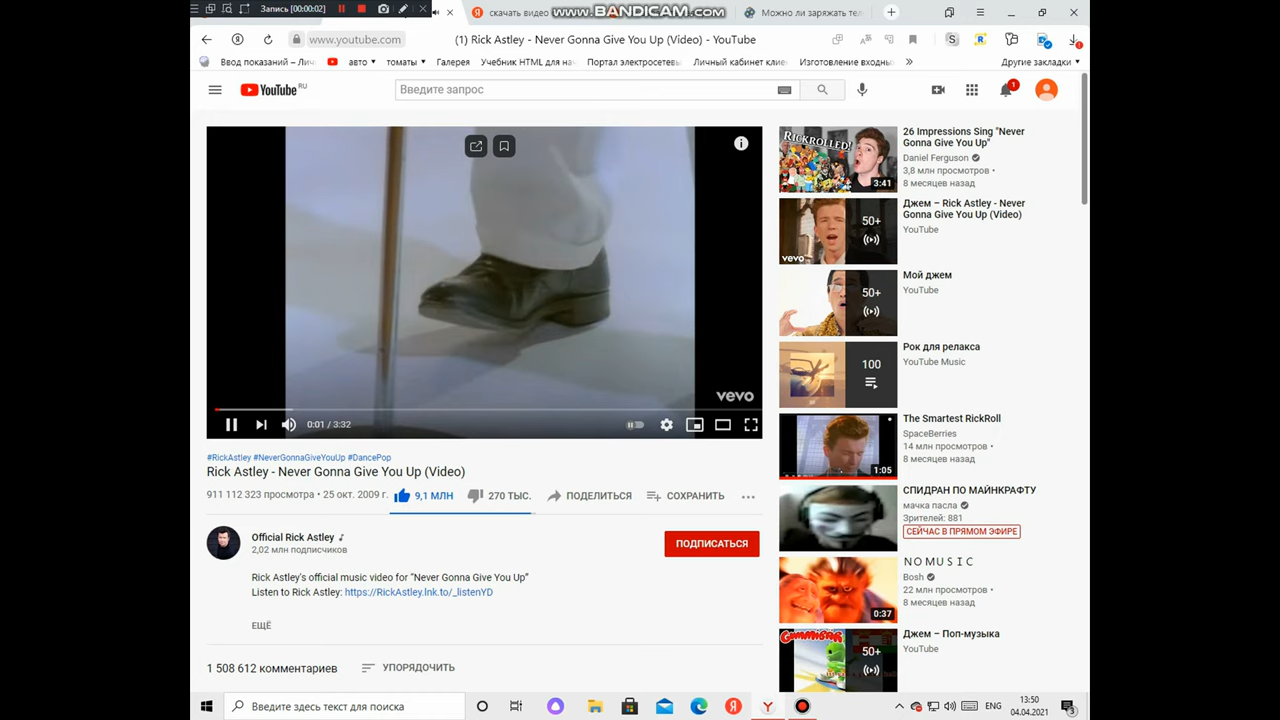 Запись [00:00:02]
скачать видео
www.BANDICAM.com
Можно ли заряжать тел
www.youtube.com
(1) Rick Astley - Never Gonna Give You Up (Video) - YouTube
Ввод показаний – Личн
авто
томаты
Галерея
Учебник HTML для на
Портал электросетевы
Личный кабинет клие
Изготовление входны
»
Другие закладки
YouTube RU
Введите запрос
1
vevo
0:01 / 3:32
#RickAstley #NeverGonnaGiveYouUp #DancePop
Rick Astley - Never Gonna Give You Up (Video)
911 112 323 просмотра • 25 окт. 2009 г.
9,1 МЛН
270 ТЫС.
ПОДЕЛИТЬСЯ
СОХРАНИТЬ
Official Rick Astley
2,02 млн подписчиков
ПОДПИСАТЬСЯ
Rick Astley's official music video for "Never Gonna Give You Up"
Listen to Rick Astley: https://RickAstley.lnk.to/_listenYD
ЕЩЁ
1 508 612 комментариев
УПОРЯДОЧИТЬ
RICKROLLED!
3:41
26 Impressions Sing "Never
Gonna Give You Up"
Daniel Ferguson
3,8 млн просмотров •
8 месяцев назад
vevo
50+
Джем – Rick Astley - Never
Gonna Give You Up (Video)
YouTube
50+
Мой джем
YouTube
100
Рок для релакса
YouTube Music
1:05
The Smartest RickRoll
SpaceBerries
14 млн просмотров •
8 месяцев назад
СПИДРАН ПО МАЙНКРАФТУ
мачка пасла
Зрителей: 881
СЕЙЧАС В ПРЯМОМ ЭФИРЕ
0:37
N O M U S I C
Bosh
22 млн просмотров •
8 месяцев назад
GUMMIBÄR
50+
Джем – Поп-музыка
YouTube
Введите здесь текст для поиска
ENG
13:50
04.04.2021
3